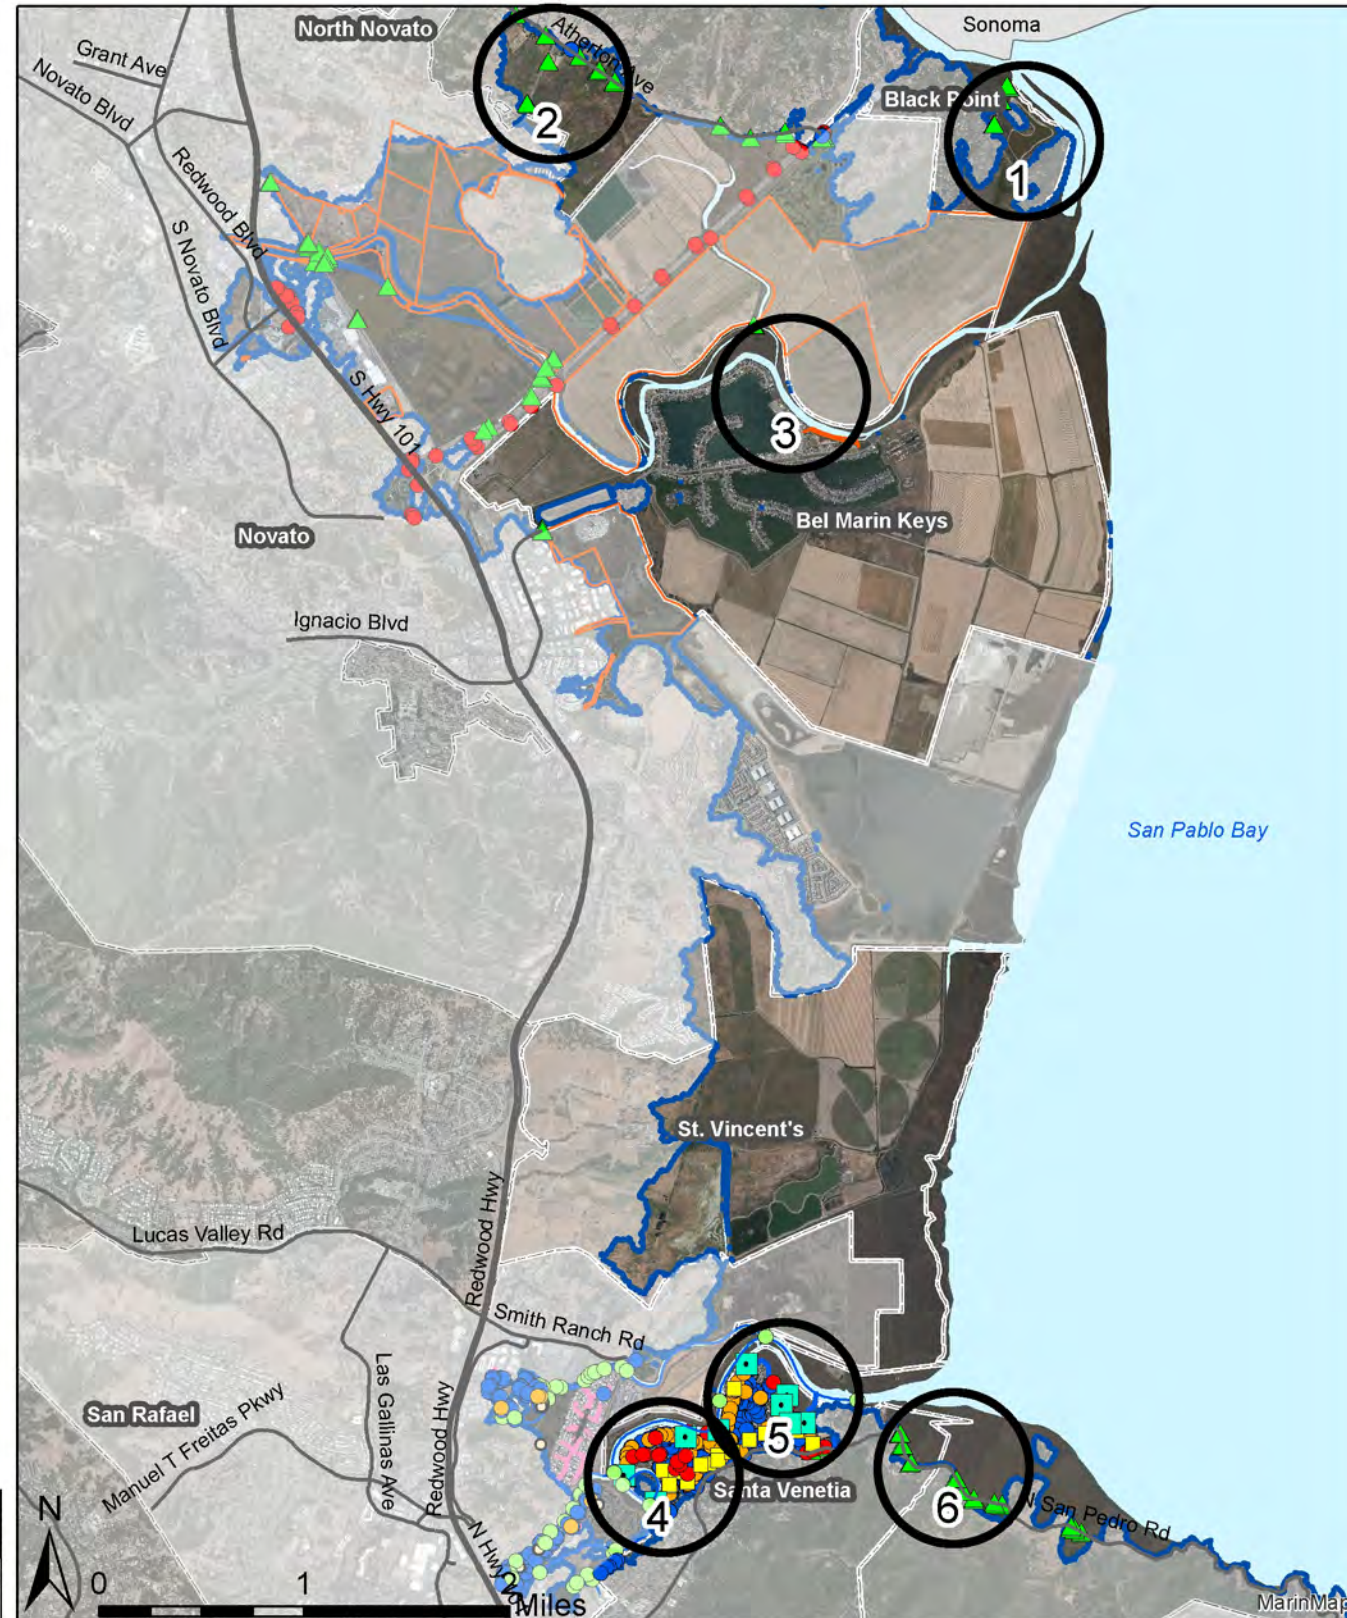 North Novato
Sonoma
Grant Ave
Atherton Ave
Novato Blvd
Black Point
2
1
Redwood Blvd
S Novato Blvd
S Hwy 101
3
Bel Marin Keys
Novato
Ignacio Blvd
San Pablo Bay
St. Vincent's
Redwood Hwy
Lucas Valley Rd
Smith Ranch Rd
Las Gallinas Ave
Redwood Hwy
San Rafael
Manuel T Freitas Pkwy
5
Santa Venetia
4
6
N San Pedro Rd
N
N Hwy
0 1 2
Miles
MarinMap